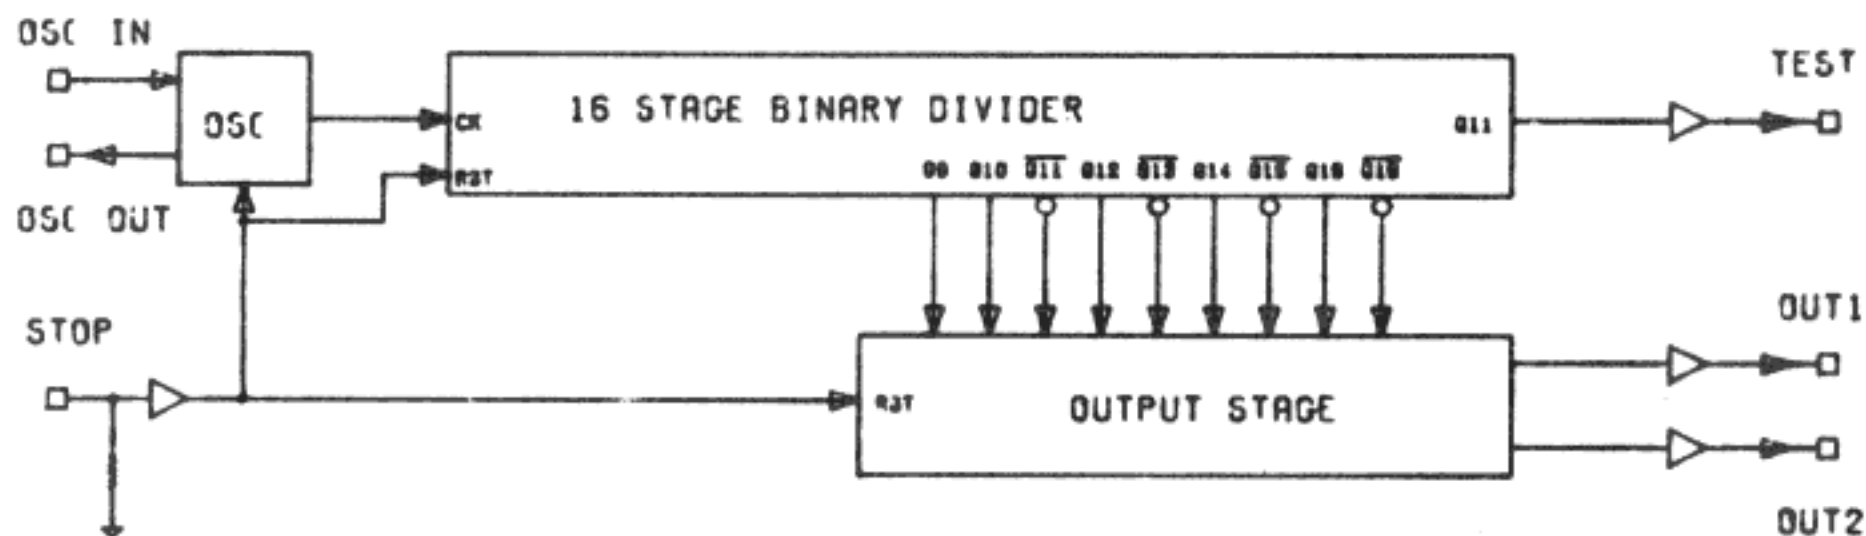 OSC IN
OSC
OSC OUT
STOP
16 STAGE BINARY DIVIDER
CK
RST
Q11
Q9 Q10 Q11 Q12 Q13 Q14 Q15 Q16
TEST
RST
OUTPUT STAGE
OUT1
OUT2